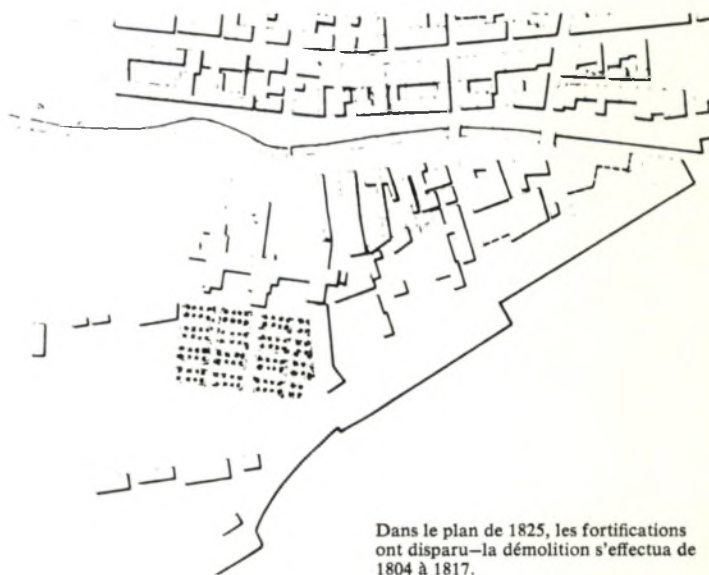 Dans le plan de 1825, les fortifications
ont disparu—la démolition s'effectua de
1804 à 1817.